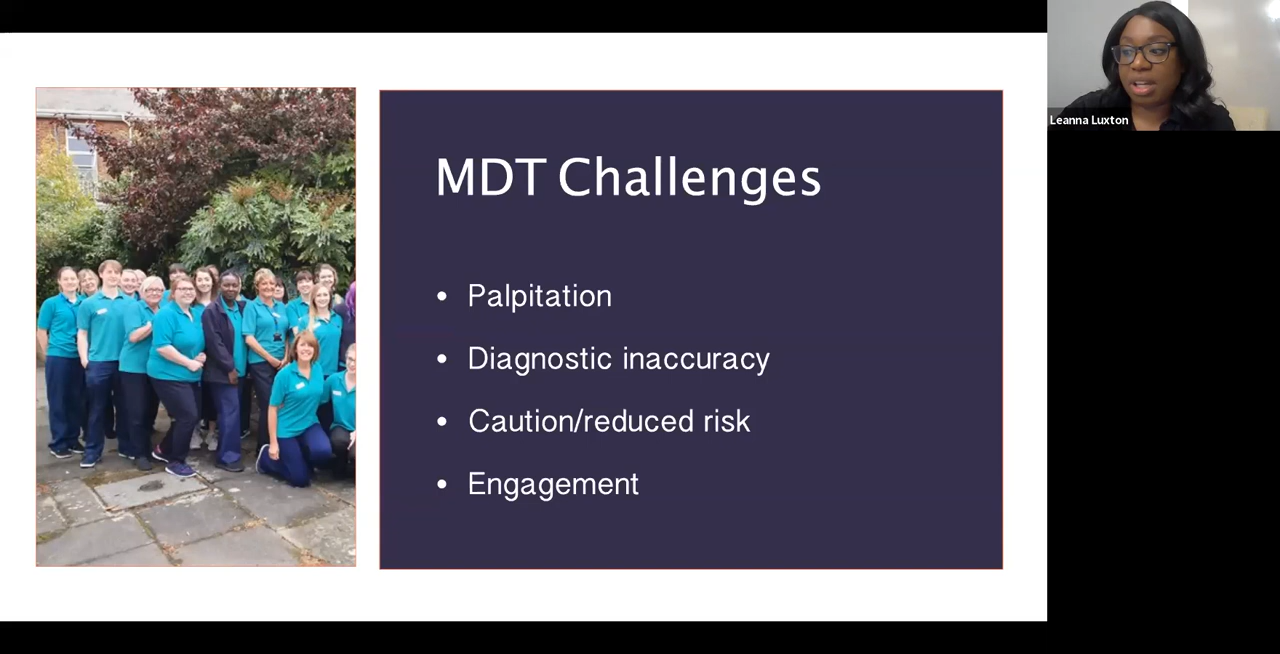 MDT Challenges
• Palpitation
• Diagnostic inaccuracy
• Caution/reduced risk
• Engagement
Leanna Luxton